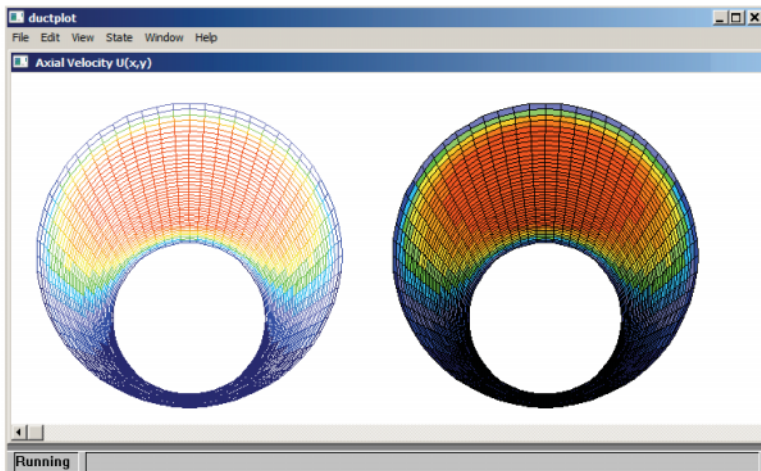 ductplot
File Edit View State Window Help
Axial Velocity U(x,y)
Running